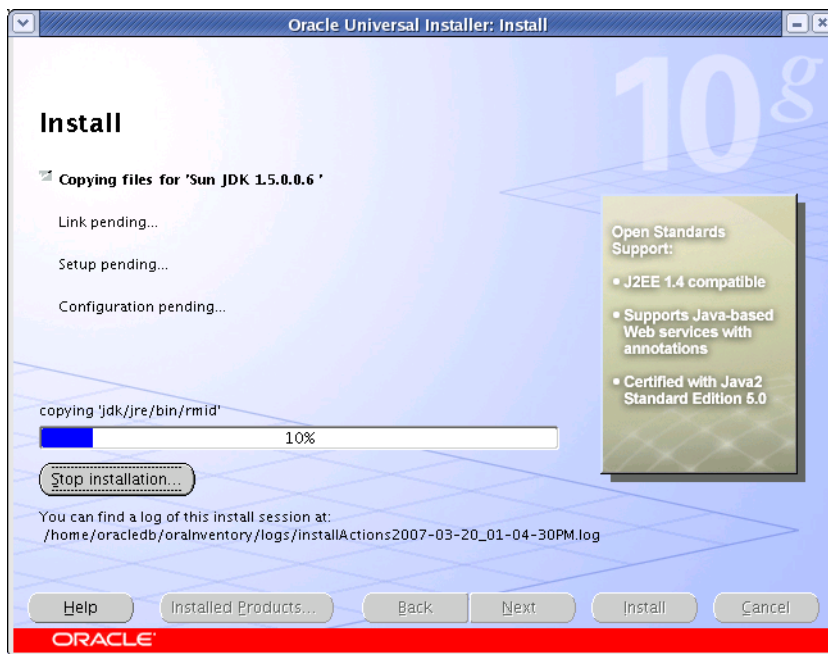 Oracle Universal Installer: Install
10g
Install
Copying files for 'Sun JDK 1.5.0.0.6 '
Link pending...
Setup pending...
Configuration pending...
Open Standards
Support:
• J2EE 1.4 compatible
• Supports Java-based
Web services with
annotations
• Certified with Java2
Standard Edition 5.0
copying 'jdk/jre/bin/rmid'
10%
Stop installation...
You can find a log of this install session at:
/home/oracledb/oraInventory/logs/installActions2007-03-20_01-04-30PM.log
Help
Installed Products...
Back
Next
Install
Cancel
ORACLE